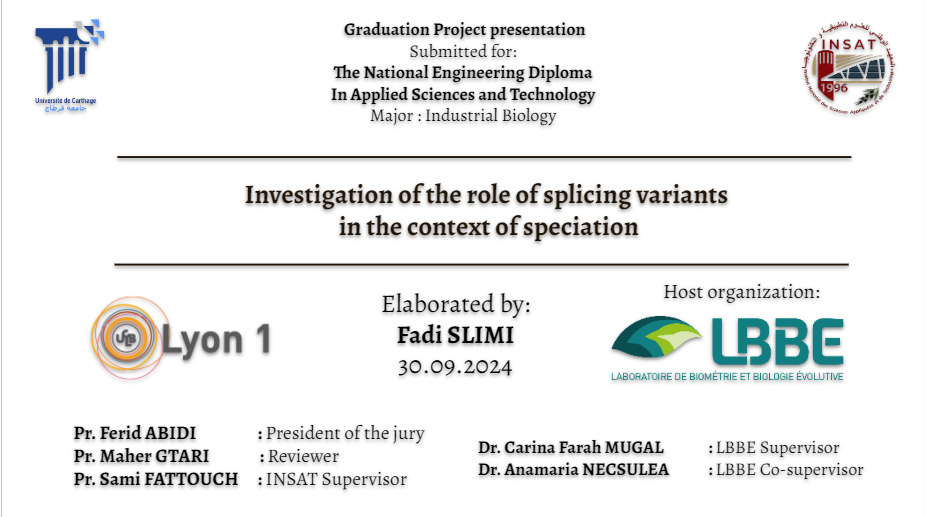 Graduation Project presentation
Submitted for:
The National Engineering Diploma
In Applied Sciences and Technology
Major : Industrial Biology
Université de Carthage
جامعة قرطاج
INSAT
1996
Investigation of the role of splicing variants
in the context of speciation
UCB Lyon 1
Elaborated by:
Fadi SLIMI
30.09.2024
Host organization:
LBBE
LABORATOIRE DE BIOMÉTRIE ET BIOLOGIE ÉVOLUTIVE
Pr. Ferid ABIDI : President of the jury
Pr. Maher GTARI : Reviewer
Pr. Sami FATTOUCH : INSAT Supervisor
Dr. Carina Farah MUGAL : LBBE Supervisor
Dr. Anamaria NECSULEA : LBBE Co-supervisor